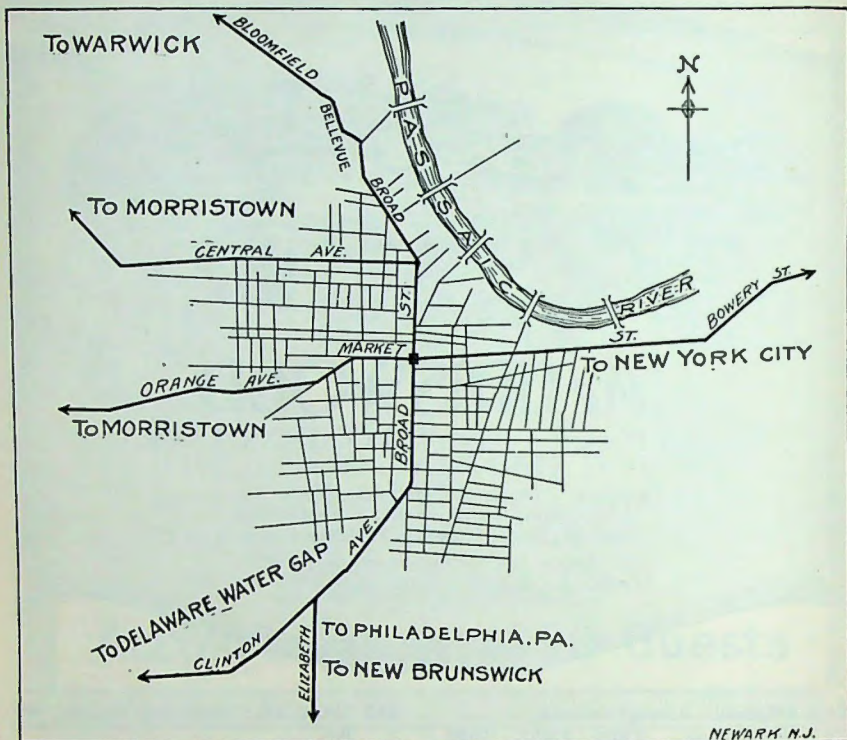 To WARWICK
BLOOMFIELD
BELLEVUE
BROAD
PASSAIC
RIVER
N
To MORRISTOWN
CENTRAL AVE.
ST.
BOWERY ST.
MARKET ST.
To NEW YORK CITY
ORANGE AVE.
To MORRISTOWN
BROAD
AVE.
To DELAWARE WATER GAP
CLINTON
ELIZABETH
TO PHILADELPHIA, PA.
To NEW BRUNSWICK
NEWARK N.J.